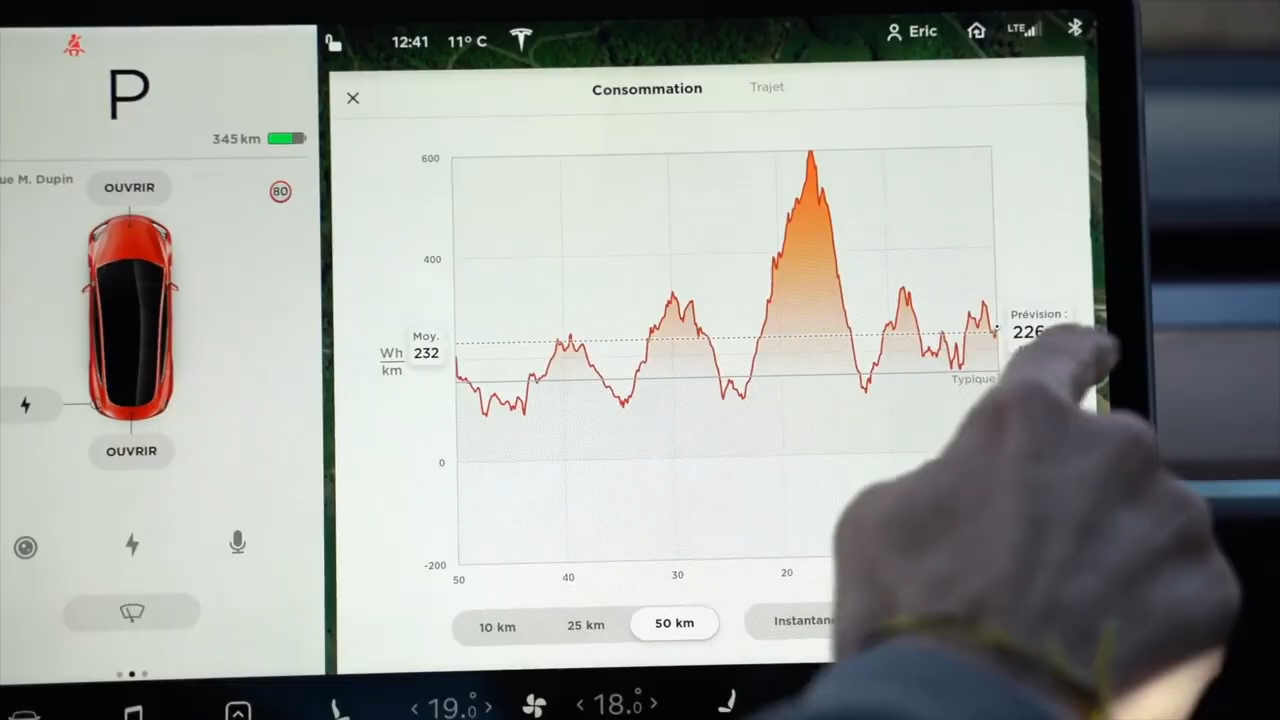 P
345 km
ue M. Dupin
OUVRIR
80
OUVRIR
12:41
11° C
Eric
LTE
Consommation
Trajet
600
400
0
-200
Wh
km
Moy.
232
Prévision :
226
Typique
50
40
30
20
10 km
25 km
50 km
Instantan
19.0
18.0